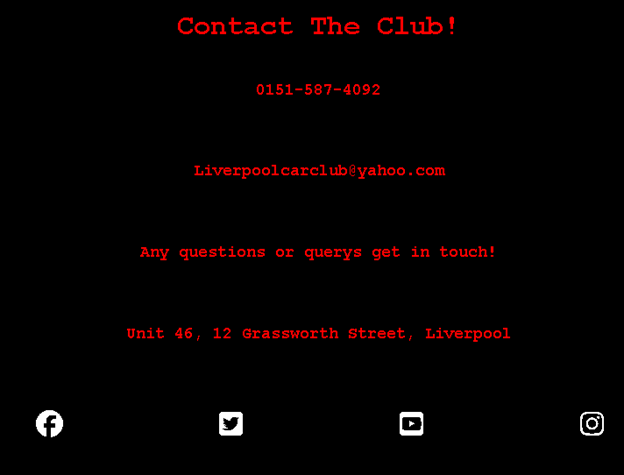 Contact The Club!
0151-587-4092
Liverpoolcarclub@yahoo.com
Any questions or querys get in touch!
Unit 46, 12 Grassworth Street, Liverpool